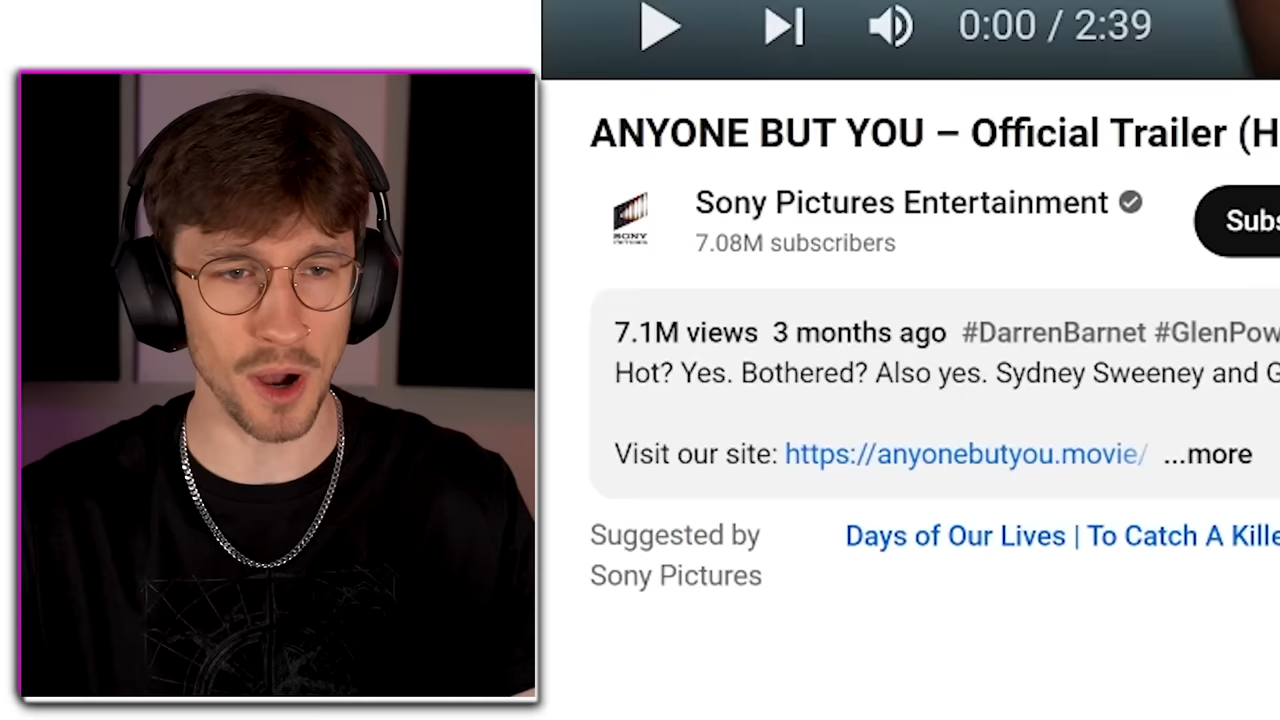 0:00 / 2:39
ANYONE BUT YOU – Official Trailer (H
Sony Pictures Entertainment
Subs
7.08M subscribers
SONY
PICTURES
7.1M views 3 months ago #DarrenBarnet #GlenPow
Hot? Yes. Bothered? Also yes. Sydney Sweeney and G
Visit our site: https://anyonebutyou.movie/ ...more
Suggested by
Sony Pictures
Days of Our Lives | To Catch A Kille